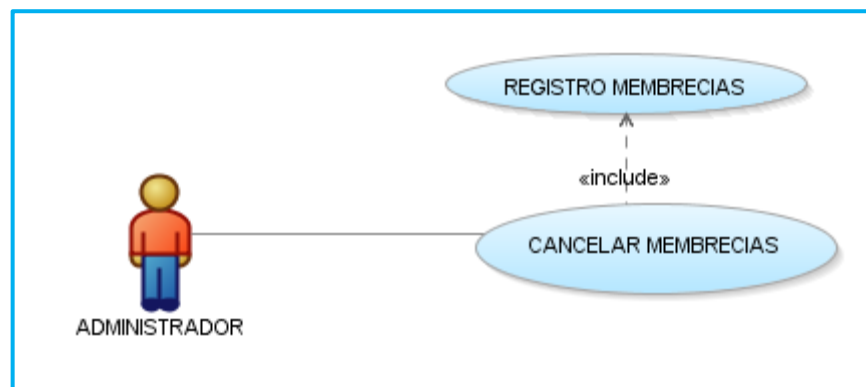 REGISTRO MEMBRECIAS
«include»
CANCELAR MEMBRECIAS
ADMINISTRADOR